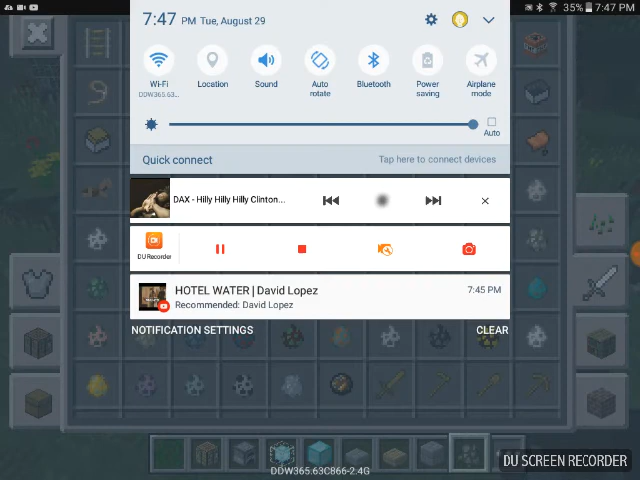 35% 7:47 PM
7:47 PM Tue, August 29
Wi-Fi
DDW365.63...
Location
Sound
Auto rotate
Bluetooth
Power saving
Airplane mode
Auto
Quick connect
Tap here to connect devices
DAX - Hilly Hilly Hilly Clinton...
DU Recorder
HOTEL WATER | David Lopez
7:45 PM
Recommended: David Lopez
NOTIFICATION SETTINGS
CLEAR
DU SCREEN RECORDER
DDW365.63C866-2.4G